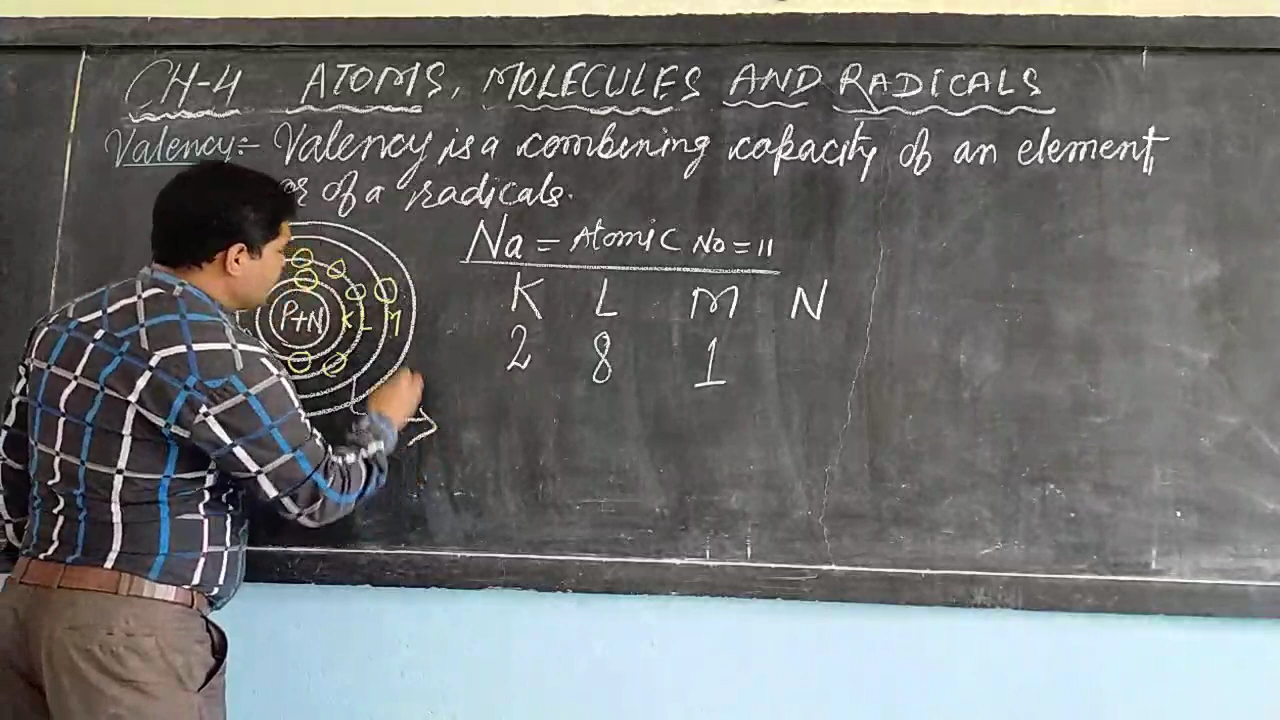 CH-4 ATOMS, MOLECULES AND RADICALS
Valency:- Valency is a combining capacity of an element,
or of a radicals.
Na = Atomic No = 11
K L M N
2 8 1
P+N K L M